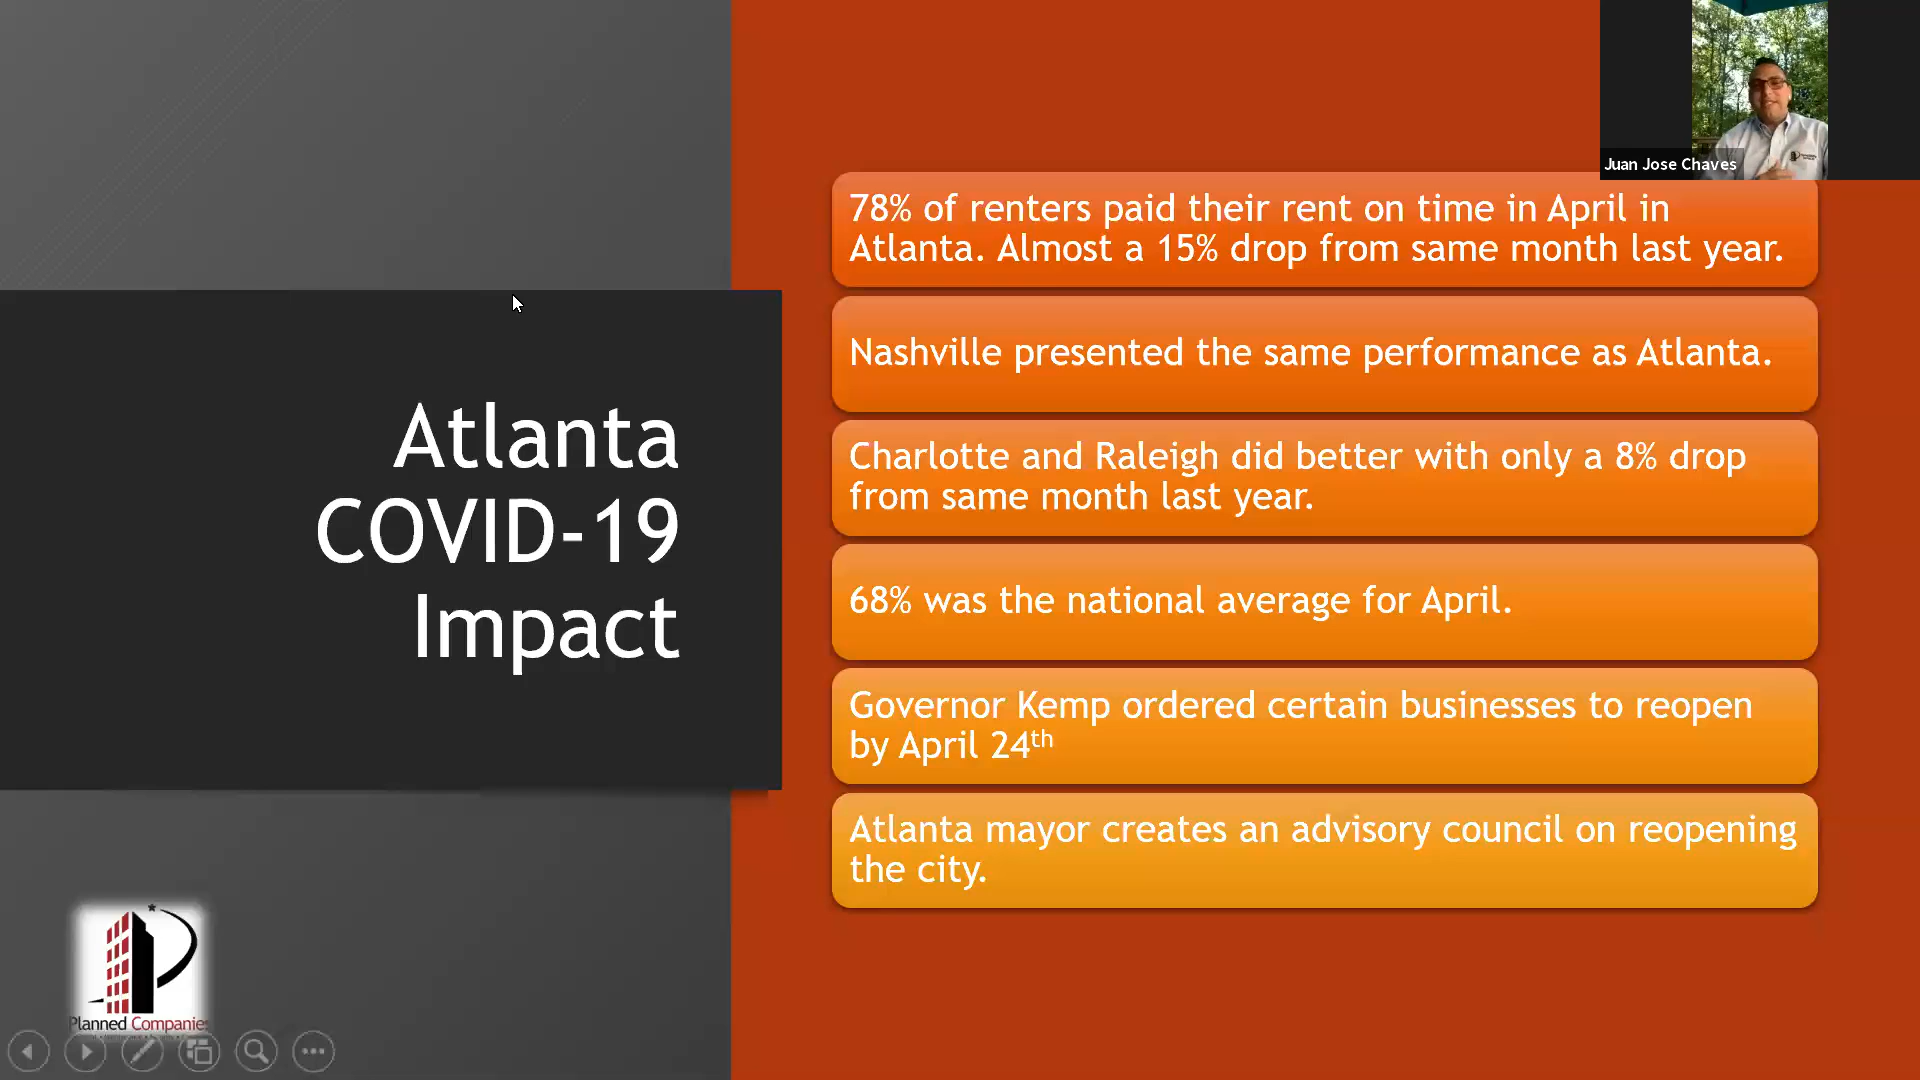 Juan Jose Chaves
Atlanta
COVID-19
Impact
78% of renters paid their rent on time in April in
Atlanta. Almost a 15% drop from same month last year.
Nashville presented the same performance as Atlanta.
Charlotte and Raleigh did better with only a 8% drop
from same month last year.
68% was the national average for April.
Governor Kemp ordered certain businesses to reopen
by April 24th
Atlanta mayor creates an advisory council on reopening
the city.
Planned Companies